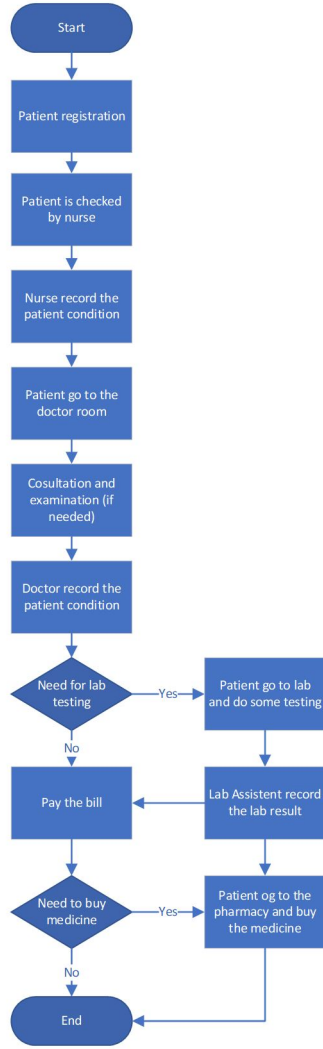 Start
Patient registration
Patient is checked
by nurse
Nurse record the
patient condition
Patient go to the
doctor room
Cosultation and
examination (if
needed)
Doctor record the
patient condition
Need for lab
testing
Yes
Patient go to lab
and do some testing
No
Pay the bill
Lab Assistent record
the lab result
Need to buy
medicine
Yes
Patient og to the
pharmacy and buy
the medicine
No
End